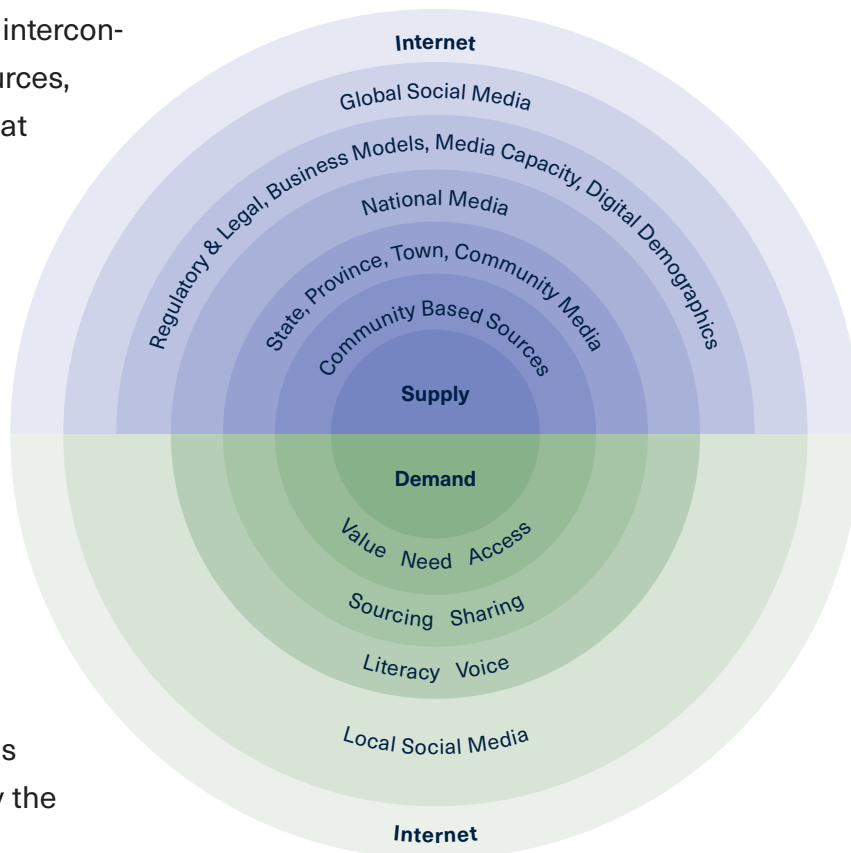 intercon-
urces,
at
Internet
Global Social Media
Regulatory & Legal, Business Models, Media Capacity, Digital Demographics
National Media
State, Province, Town, Community Media
Community Based Sources
Supply
Demand
Value Need Access
Sourcing Sharing
Literacy Voice
Local Social Media
Internet
s
y the